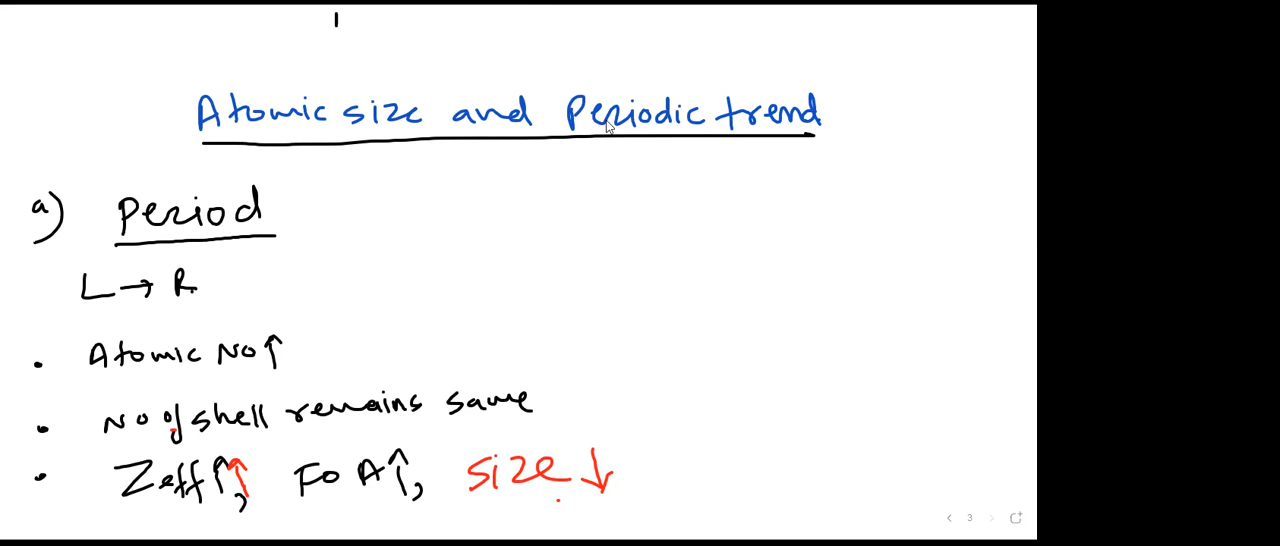 Atomic size and Periodic trend
a) Period
L → R
• Atomic No ↑
• No of shell remains same
• Zeff ↑↑, FoA ↑, size ↓
3